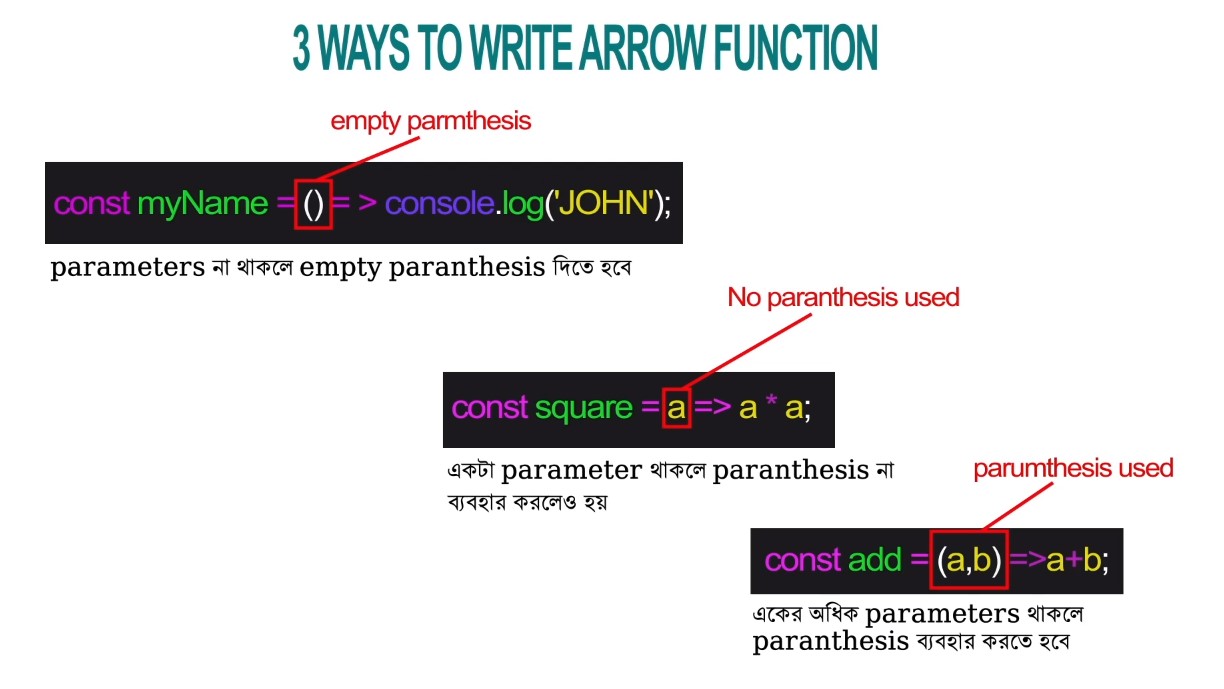 3 WAYS TO WRITE ARROW FUNCTION
empty parmthesis
const myName = () = > console.log('JOHN');
parameters না থাকলে empty paranthesis দিতে হবে
No paranthesis used
const square = a => a * a;
একটা parameter থাকলে paranthesis না
ব্যবহার করলেও হয়
parumthesis used
const add = (a,b) =>a+b;
একের অধিক parameters থাকলে
paranthesis ব্যবহার করতে হবে